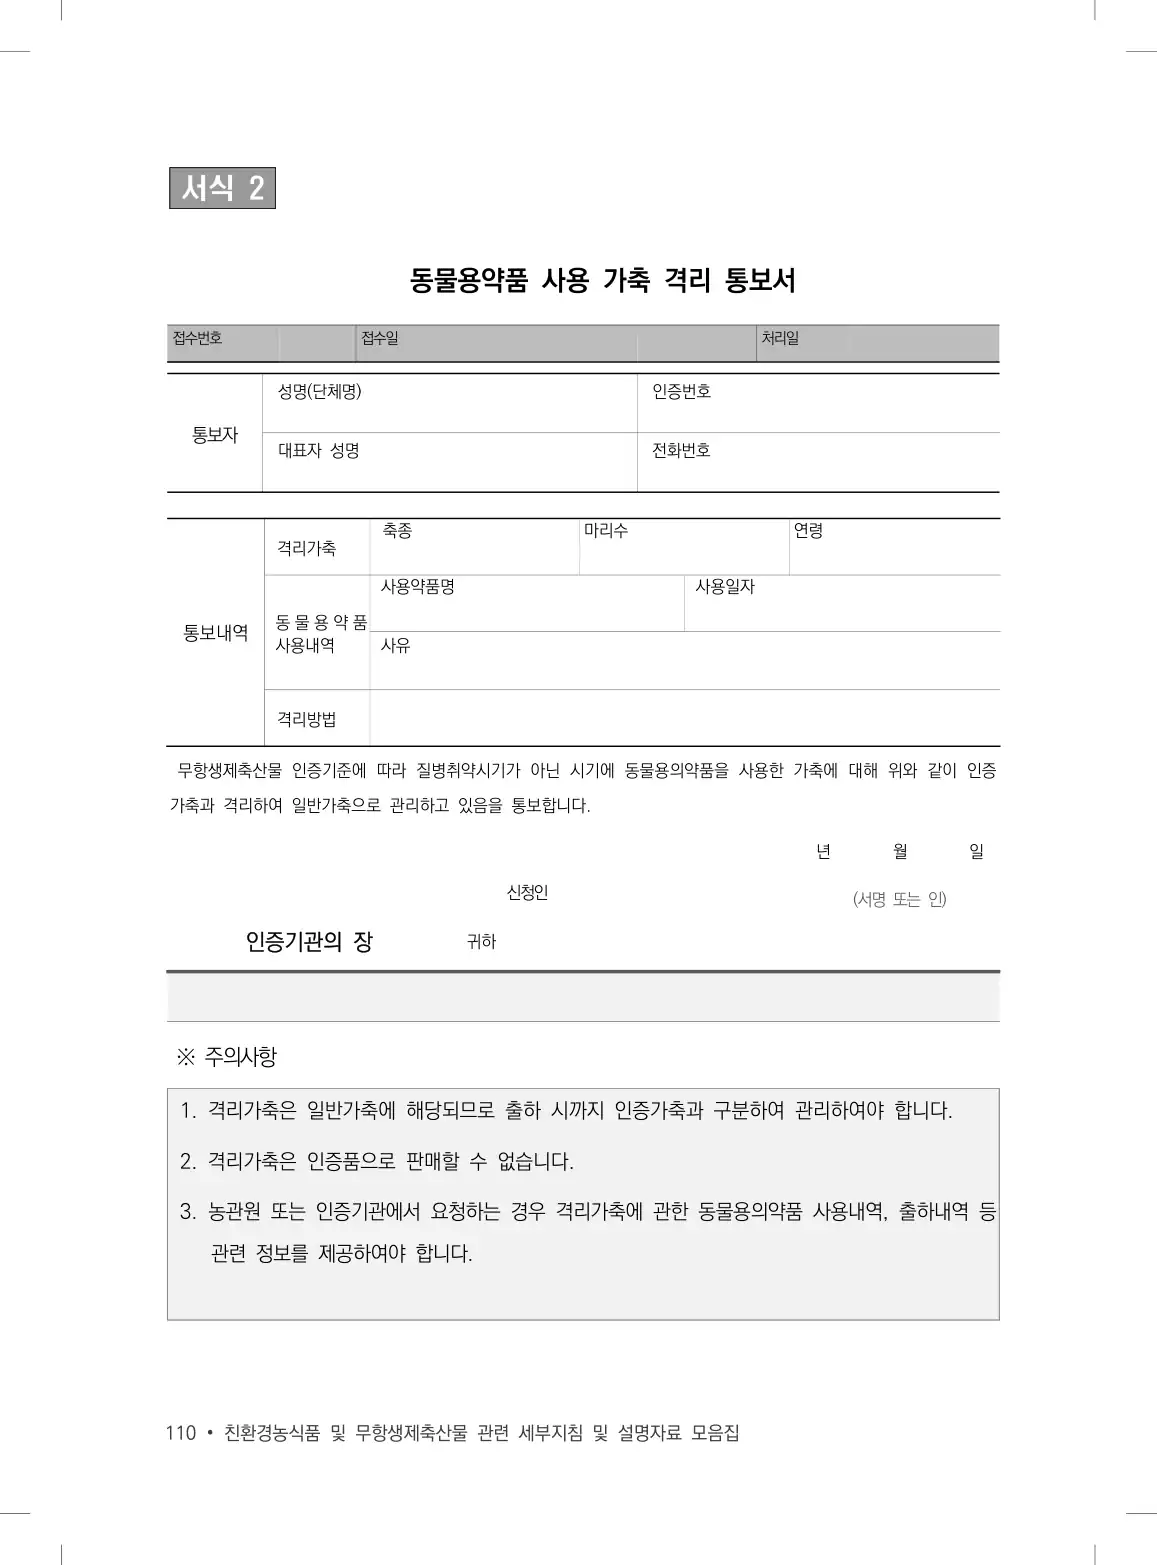 서식 2
동물용약품 사용 가축 격리 통보서
접수번호 접수일 처리일
성명(단체명) 인증번호
통보자
대표자 성명 전화번호
축종 마리수 연령
격리가축
사용약품명 사용일자
동물용약품
통보내역
사용내역 사유
격리방법
무항생제축산물 인증기준에 따라 질병취약시기가 아닌 시기에 동물용의약품을 사용한 가축에 대해 위와 같이 인증
가축과 격리하여 일반가축으로 관리하고 있음을 통보합니다.
년 월 일
신청인 (서명 또는 인)
인증기관의 장 귀하
※ 주의사항
1. 격리가축은 일반가축에 해당되므로 출하 시까지 인증가축과 구분하여 관리하여야 합니다.
2. 격리가축은 인증품으로 판매할 수 없습니다.
3. 농관원 또는 인증기관에서 요청하는 경우 격리가축에 관한 동물용의약품 사용내역, 출하내역 등
관련 정보를 제공하여야 합니다.
110 • 친환경농식품 및 무항생제축산물 관련 세부지침 및 설명자료 모음집